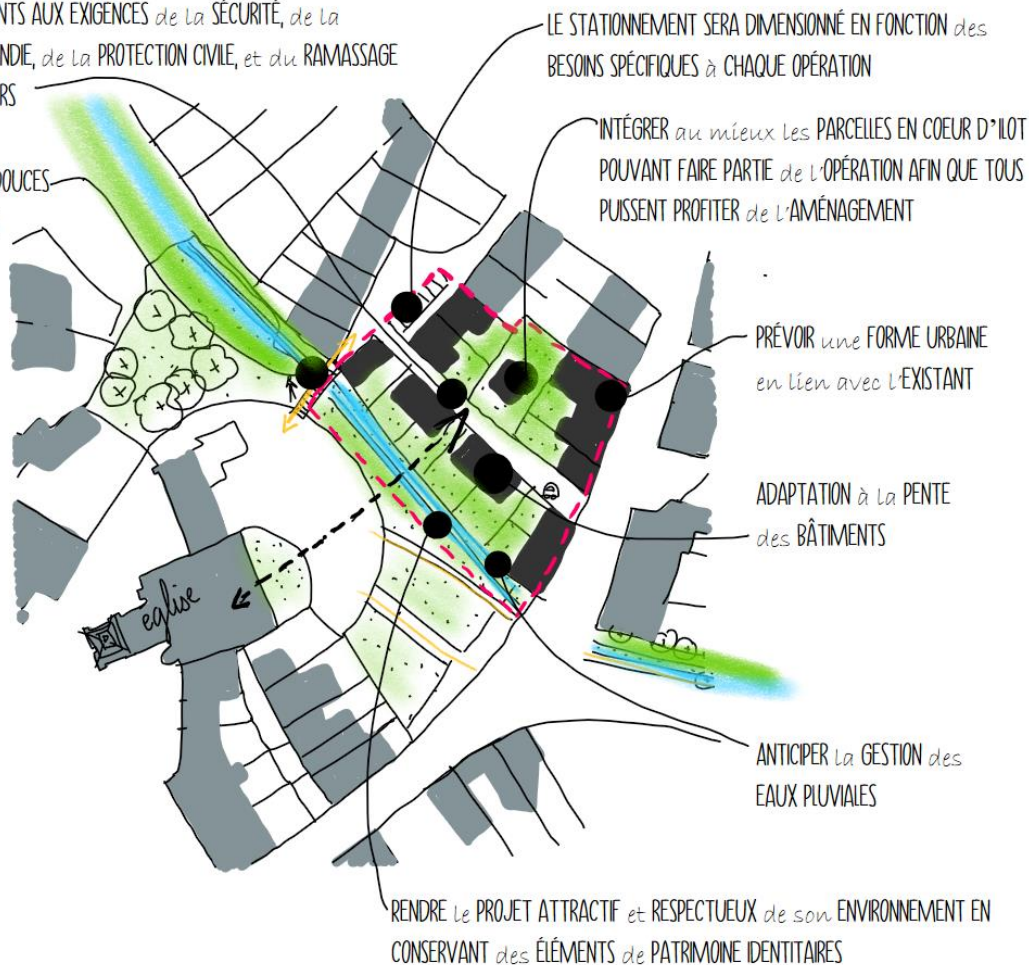 NTS AUX EXIGENCES de la SÉCURITÉ, de la
NDIE, de la PROTECTION CIVILE, et du RAMASSAGE
RS
LE STATIONNEMENT SERA DIMENSIONNÉ EN FONCTION des
BESOINS SPÉCIFIQUES à CHAQUE OPÉRATION
INTÉGRER au mieux les PARCELLES EN COEUR D'ILOT
POUVANT FAIRE PARTIE de l'OPÉRATION AFIN QUE TOUS
PUISSENT PROFITER de l'AMÉNAGEMENT
DOUCES
PRÉVOIR une FORME URBAINE
en lien avec l'EXISTANT
ADAPTATION à la PENTE
des BÂTIMENTS
eglise
ANTICIPER la GESTION des
EAUX PLUVIALES
RENDRE le PROJET ATTRACTIF et RESPECTUEUX de son ENVIRONNEMENT EN
CONSERVANT des ÉLÉMENTS de PATRIMOINE IDENTITAIRES